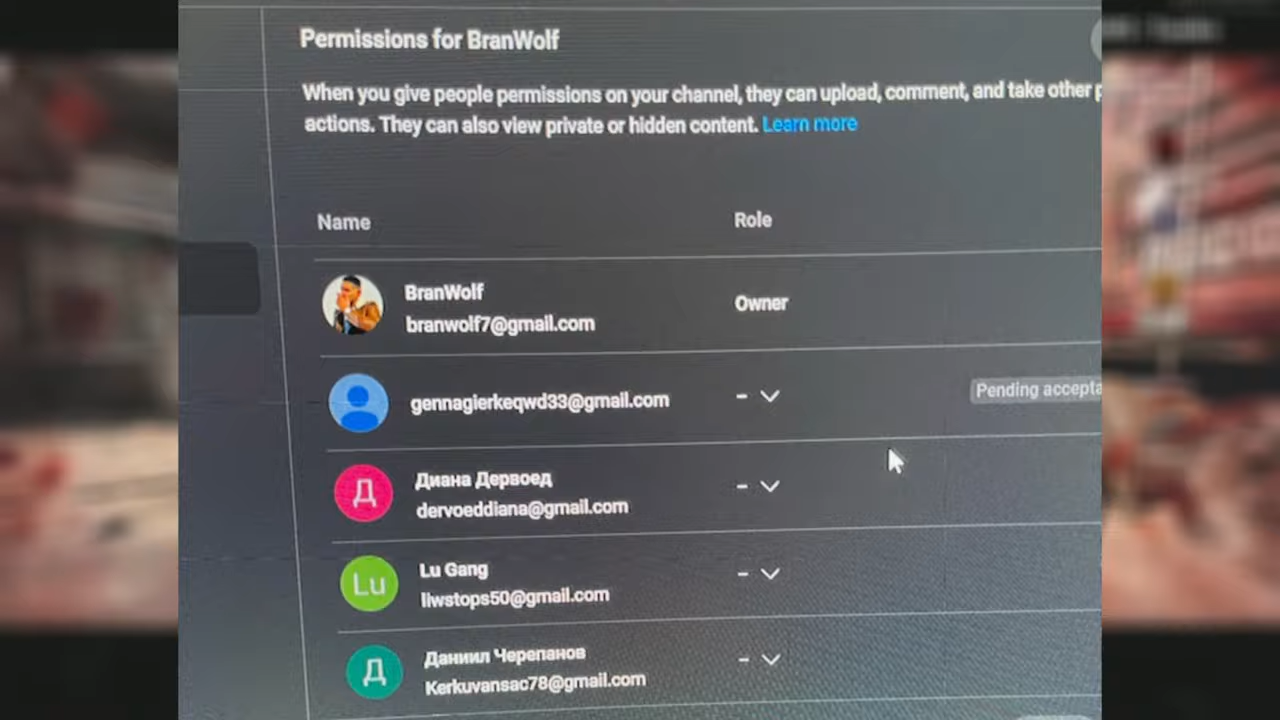 Permissions for BranWolf
When you give people permissions on your channel, they can upload, comment, and take other p
actions. They can also view private or hidden content. Learn more
Name
Role
BranWolf
branwolf7@gmail.com
Owner
gennagierkeqwd33@gmail.com
–
Pending accepta
Диана Дервоед
dervoeddiana@gmail.com
–
Lu
Lu Gang
liwstops50@gmail.com
–
Д
Даниил Черепанов
Kerkuvansac78@gmail.com
–